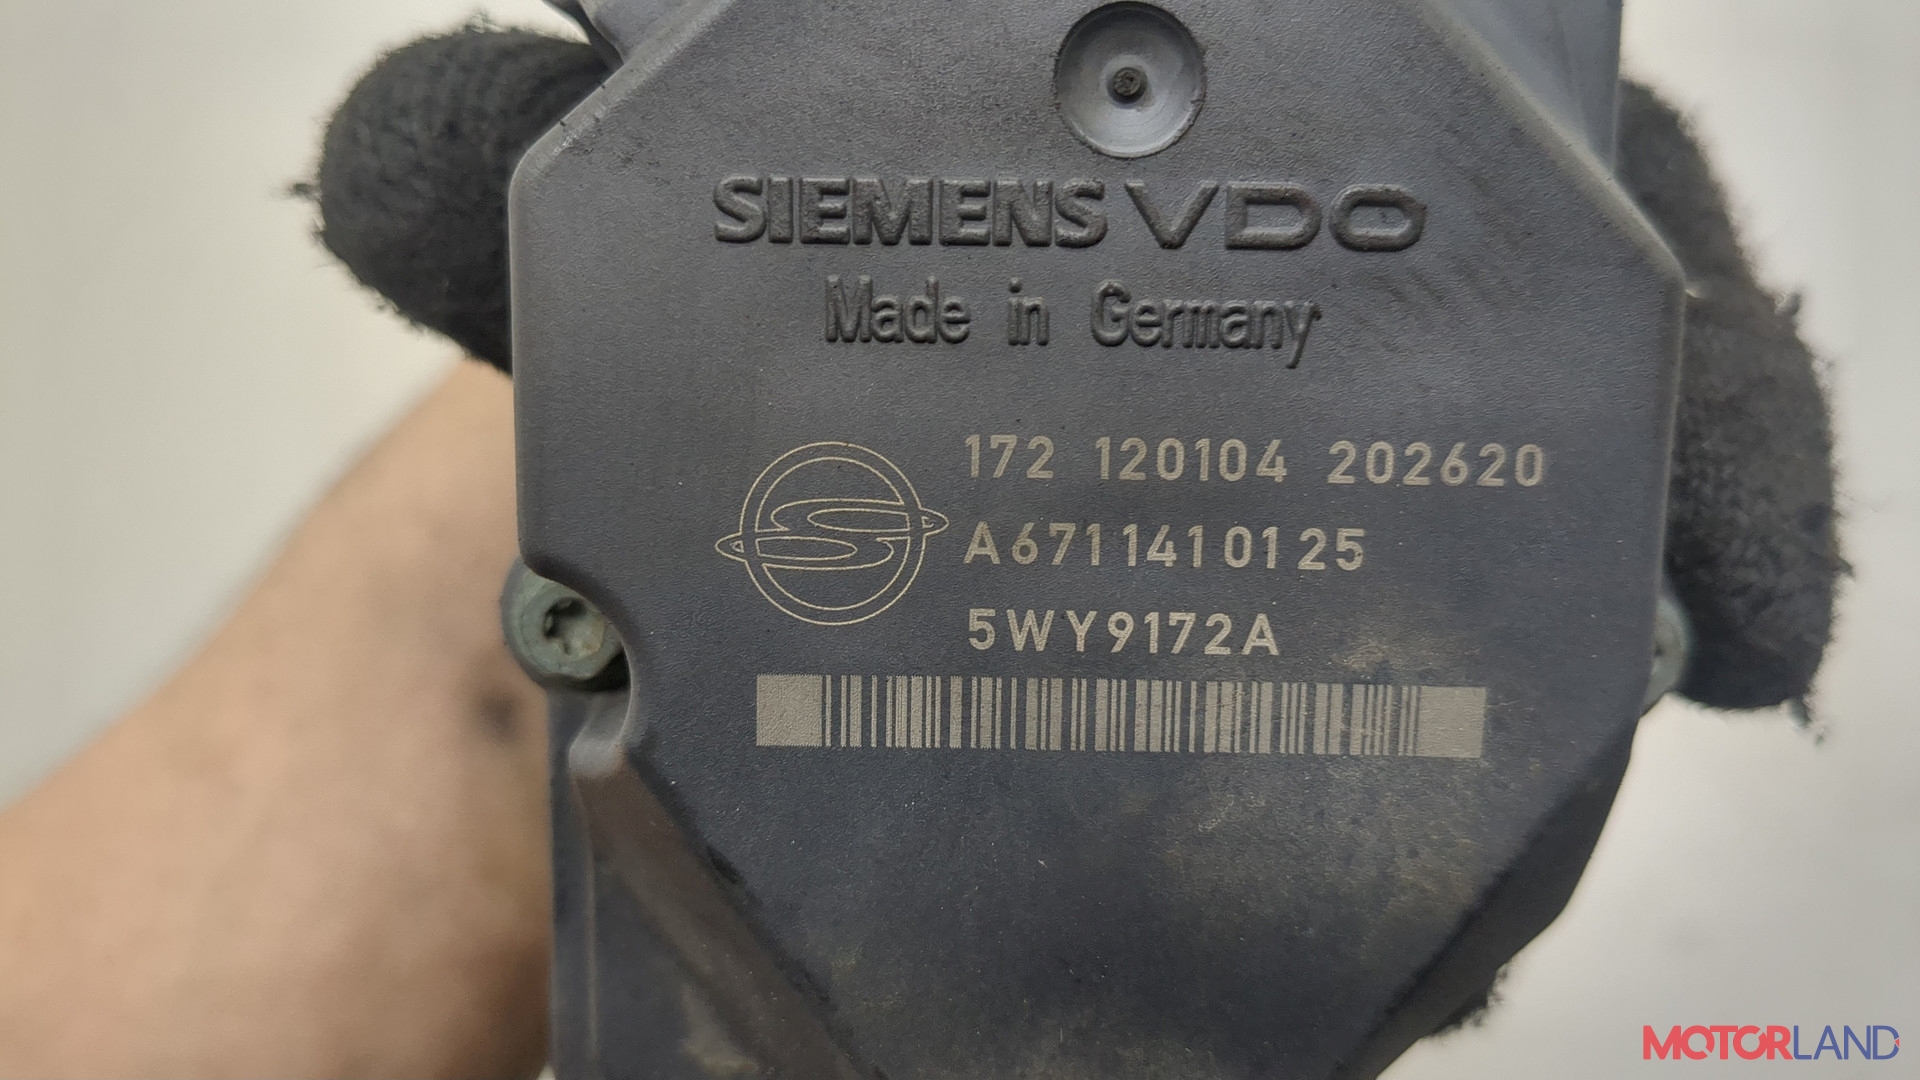 SIEMENS VDO
Made in Germany
172 120104 202620
A6711410125
5WY9172A
MOTORLAND